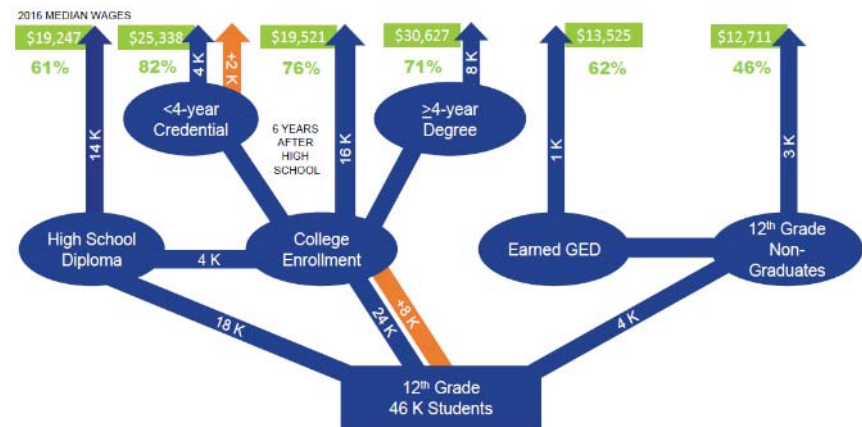 2016 MEDIAN WAGES
$19,247
$25,338
$19,521
$30,627
$13,525
$12,711
61%
82%
76%
71%
62%
46%
4 K
+2 K
8 K
<4-year
Credential
≥4-year
Degree
6 YEARS
AFTER
HIGH
SCHOOL
14 K
16 K
1 K
3 K
High School
Diploma
4 K
College
Enrollment
Earned GED
12th Grade
Non-
Graduates
18 K
24 K
+8 K
4 K
12th Grade
46 K Students